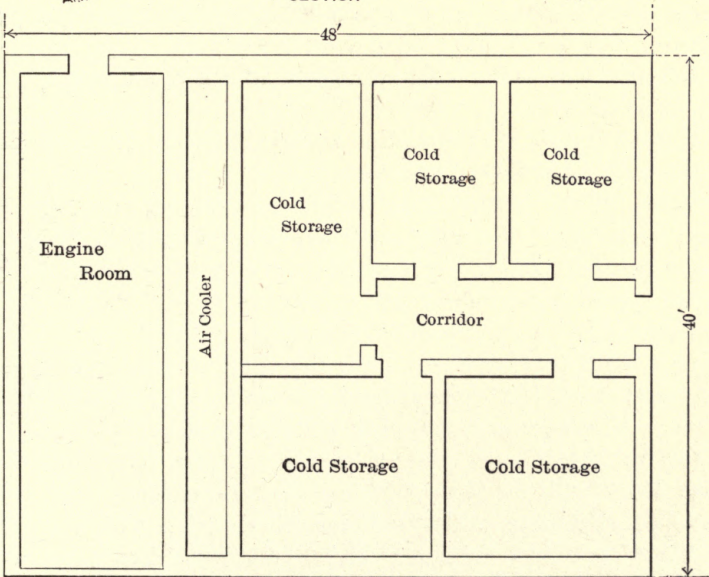 48'
Cold
Storage
Cold
Storage
Cold
Storage
Engine
Room
Air Cooler
Corridor
40'
Cold Storage
Cold Storage